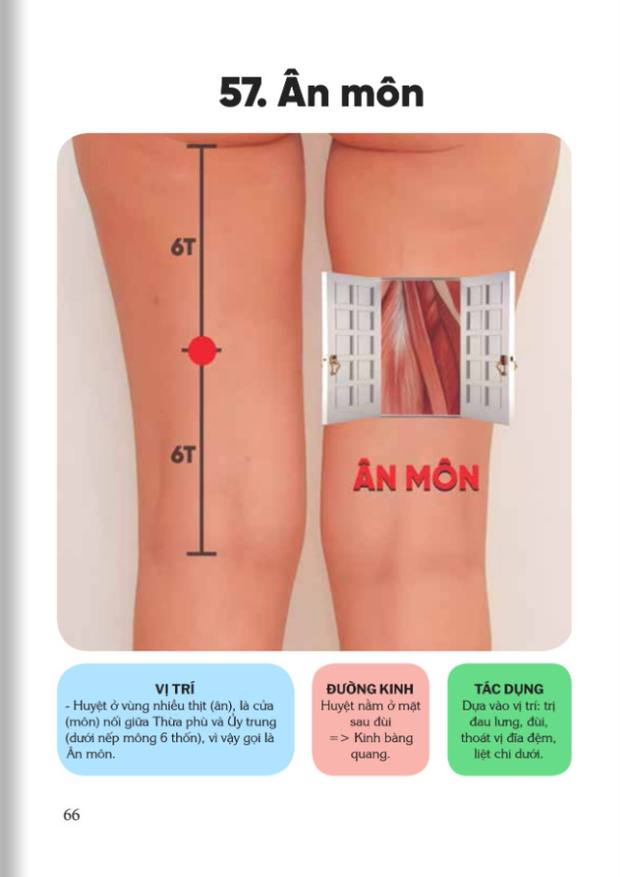 57. Ân môn
6T
6T
ÂN MÔN
VỊ TRÍ
- Huyệt ở vùng nhiều thịt (ân), là cửa
(môn) nối giữa Thừa phù và Ủy trung
(dưới nếp mông 6 thốn), vì vậy gọi là
Ân môn.
ĐƯỜNG KINH
Huyệt nằm ở mặt
sau đùi
=> Kinh bàng
quang.
TÁC DỤNG
Dựa vào vị trí: trị
đau lưng, đùi,
thoát vị đĩa đệm,
liệt chi dưới.
66